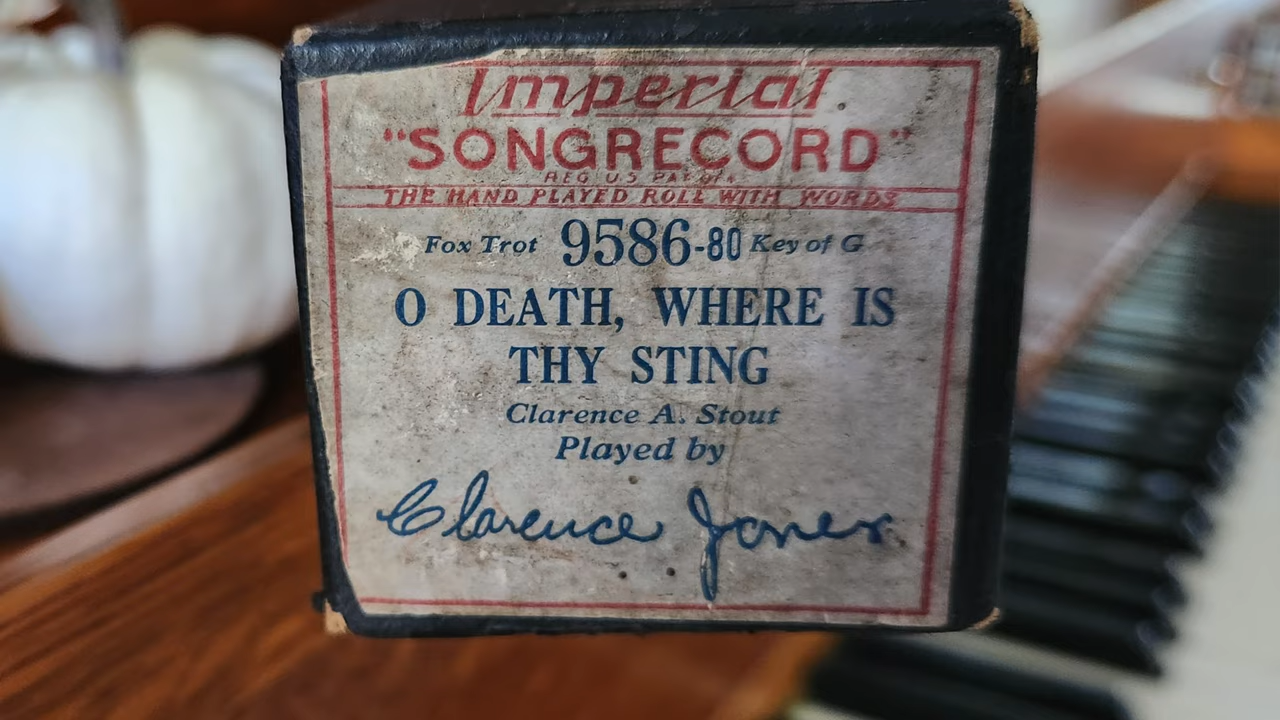 Imperial
"SONGRECORD"
REG U.S PAT. OFF.
THE HAND PLAYED ROLL WITH WORDS
Fox Trot 9586-80 Key of G
O DEATH, WHERE IS
THY STING
Clarence A. Stout
Played by
Clarence Jones